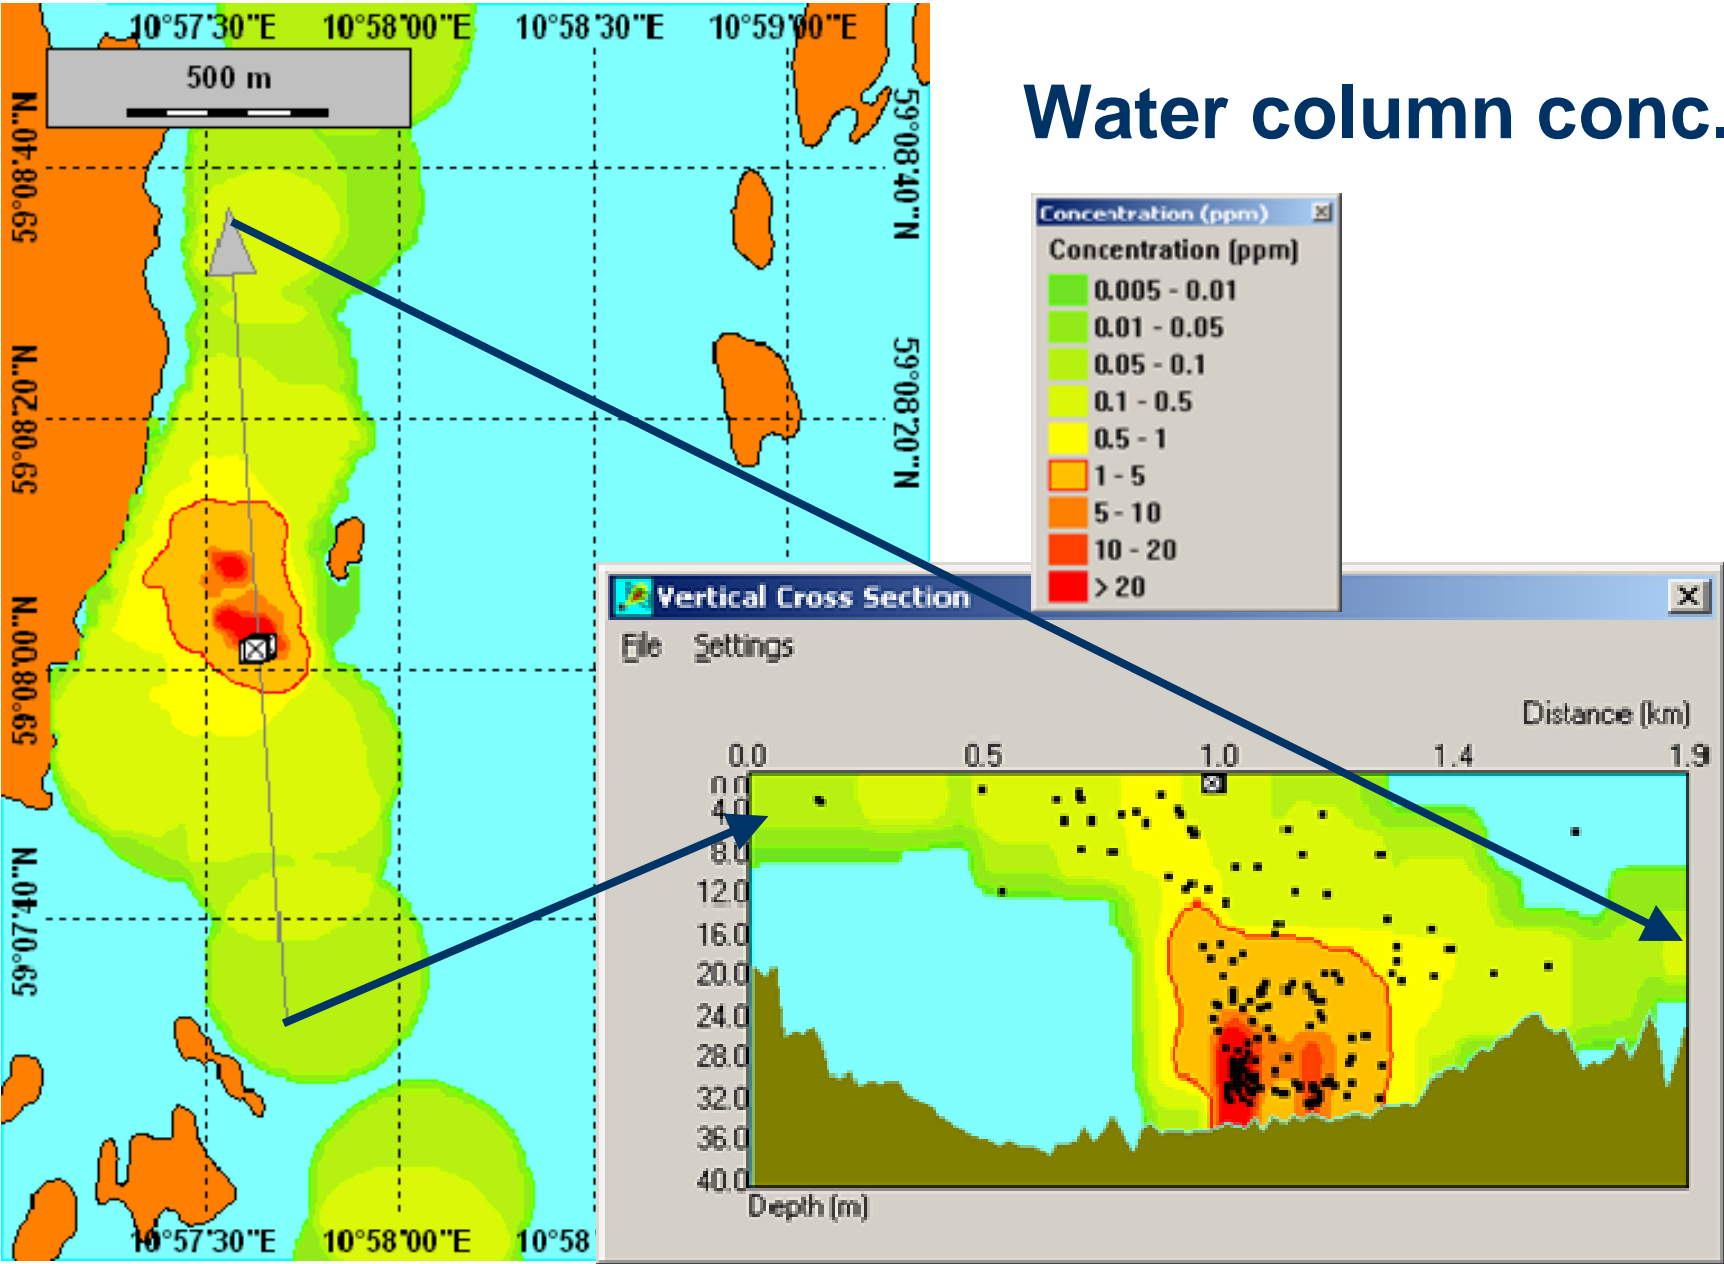 10°57'30"E 10°58'00"E 10°58'30"E 10°59'00"E
500 m
59°08'40"N
59°08'20"N
59°08'00"N
59°07'40"N
59°08'40"N
59°08'20"N
10°57'30"E 10°58'00"E 10°58
Water column conc.
Concentration (ppm)
Concentration (ppm)
0.005 - 0.01
0.01 - 0.05
0.05 - 0.1
0.1 - 0.5
0.5 - 1
1 - 5
5 - 10
10 - 20
> 20
Vertical Cross Section
File Settings
Distance (km)
0.0 0.5 1.0 1.4 1.9
0.0
4.0
8.0
12.0
16.0
20.0
24.0
28.0
32.0
36.0
40.0
Depth (m)